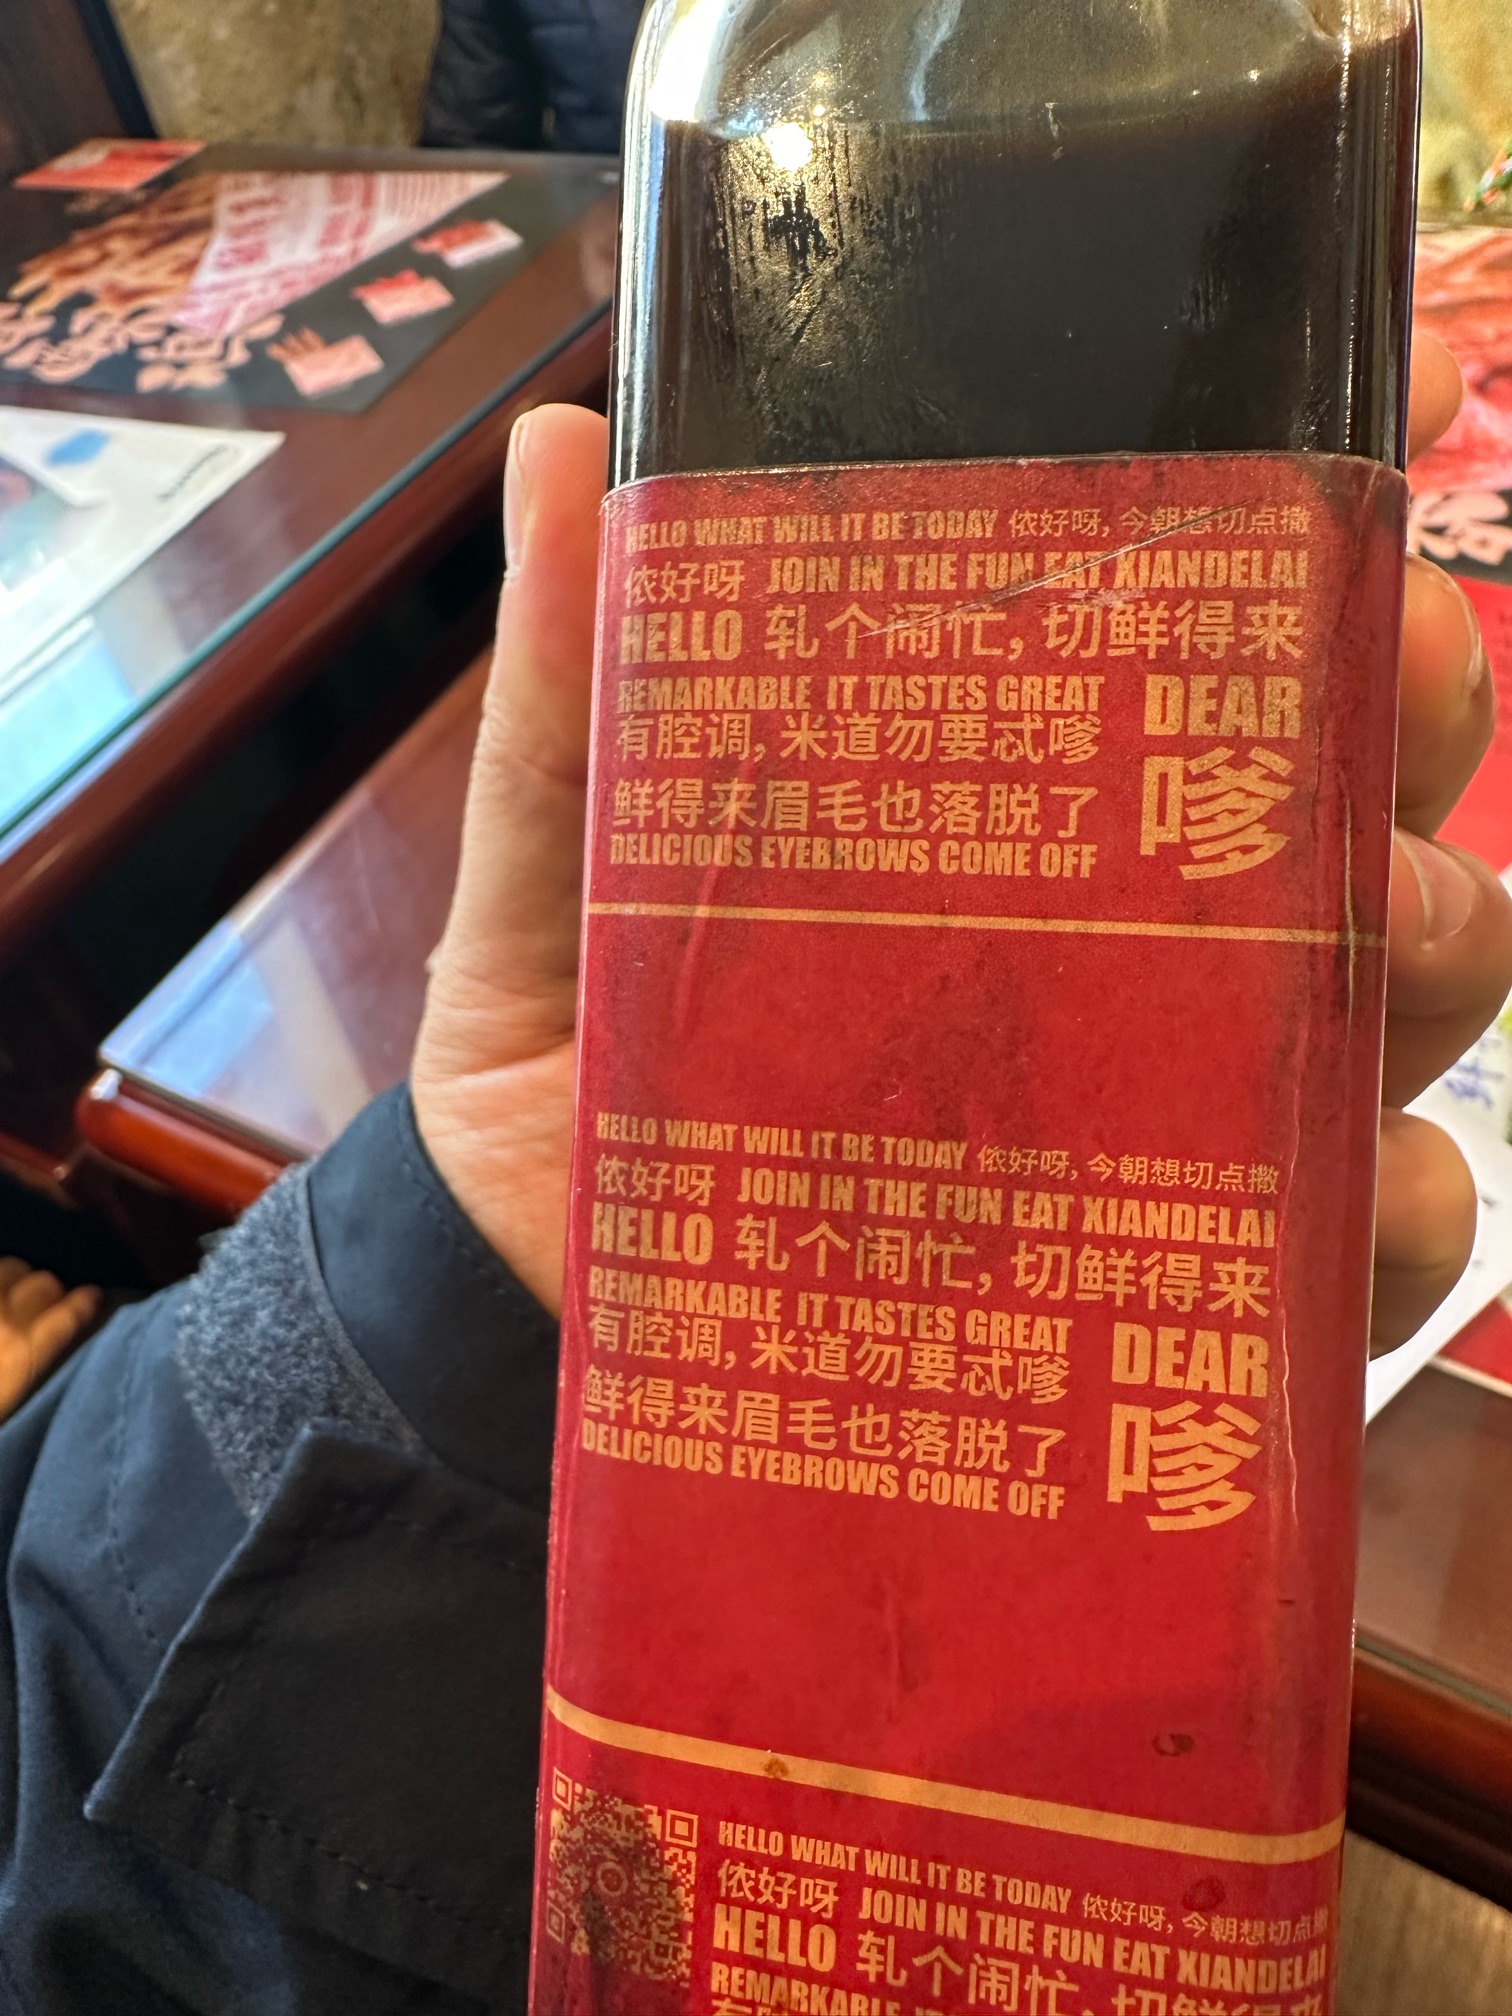 HELLO WHAT WILL IT BE TODAY 侬好呀, 今朝想切点撒
侬好呀 JOIN IN THE FUN EAT XIANDELAI
HELLO 轧个闹忙, 切鲜得来
REMARKABLE IT TASTES GREAT
有腔调, 米道勿要忒嗲
DEAR
嗲
鲜得来眉毛也落脱了
DELICIOUS EYEBROWS COME OFF
HELLO WHAT WILL IT BE TODAY 侬好呀, 今朝想切点撒
侬好呀 JOIN IN THE FUN EAT XIANDELAI
HELLO 轧个闹忙, 切鲜得来
REMARKABLE IT TASTES GREAT
有腔调, 米道勿要忒嗲
DEAR
嗲
鲜得来眉毛也落脱了
DELICIOUS EYEBROWS COME OFF
HELLO WHAT WILL IT BE TODAY 侬好呀, 今朝想切点撒
侬好呀 JOIN IN THE FUN EAT XIANDELAI
HELLO 轧个闹忙, 切鲜得来
REMARKABLE